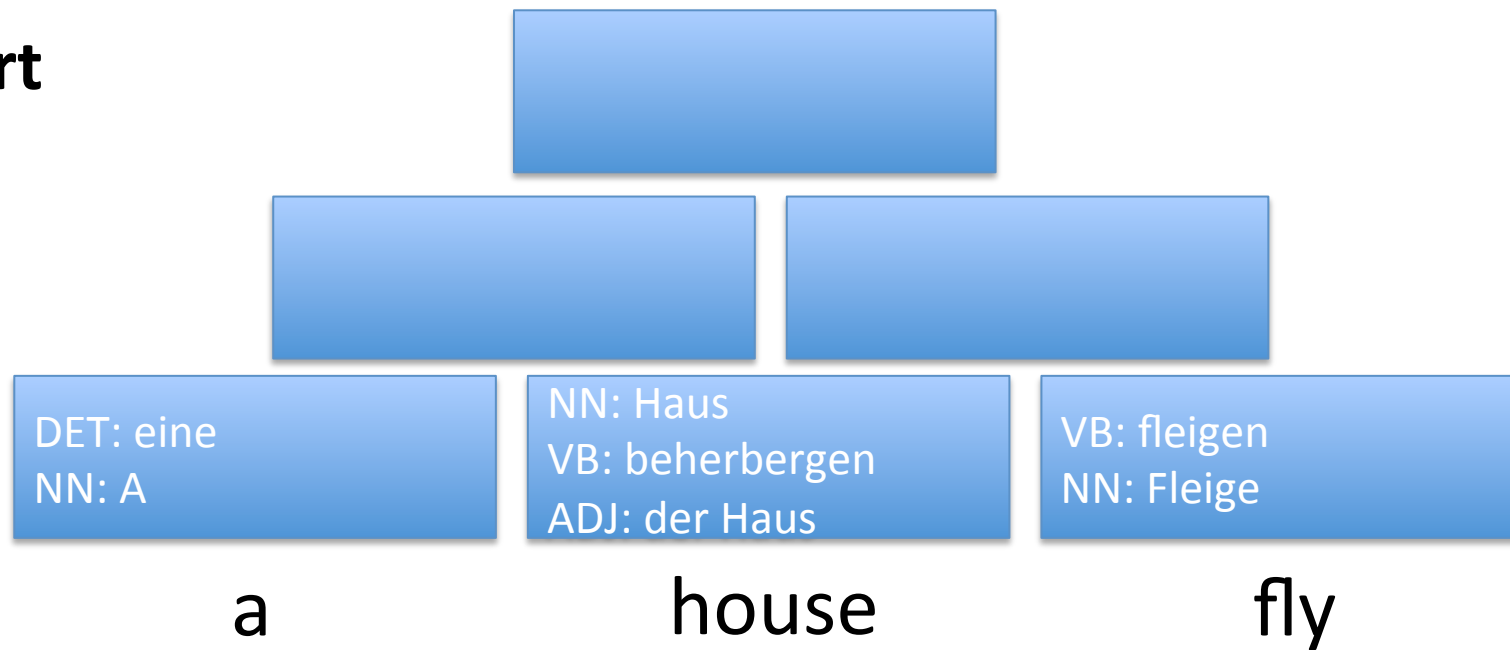 rt
DET: eine
NN: A
NN: Haus
VB: beherbergen
ADJ: der Haus
VB: fleigen
NN: Fleige
a
house
fly